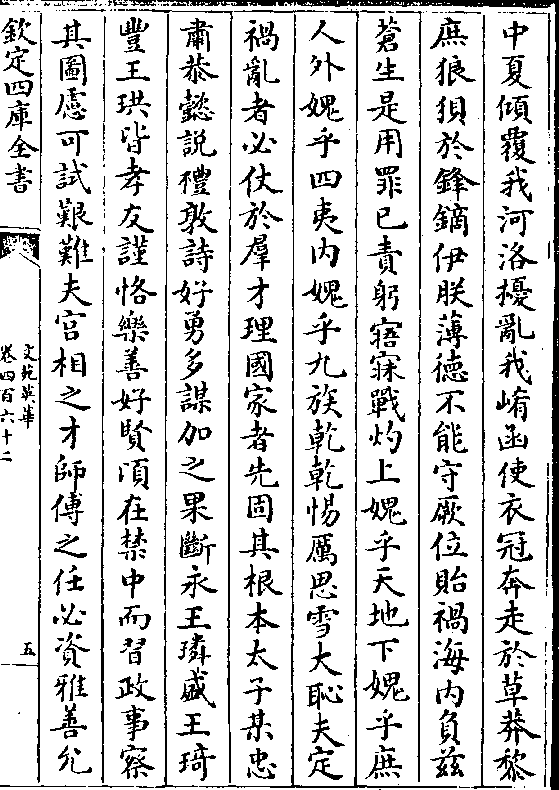 中夏傾覆我河洛擾亂我崤函使衣冠奔走於草莽黎
庶狼狽於鋒鏑伊朕薄德不能守厥位貽禍海内負兹
蒼生是用罪己責躬寤寐戰灼上媿乎天地下媿乎庶
人外媿乎四夷内媿乎九族乾乾惕厲思雪大恥夫定
禍亂者必仗於羣才理國家者先固其根本太子某忠
肅恭懿說禮敦詩好勇多謀加之果斷永王璘盛王琦
豐王珙皆孝友謹恪樂善好賢頃在禁中而習政事察
其圖慮可試艱難夫宫相之才師傅之任必資雅善允
欽定四庫全書
文苑英華
卷四百六十二
五